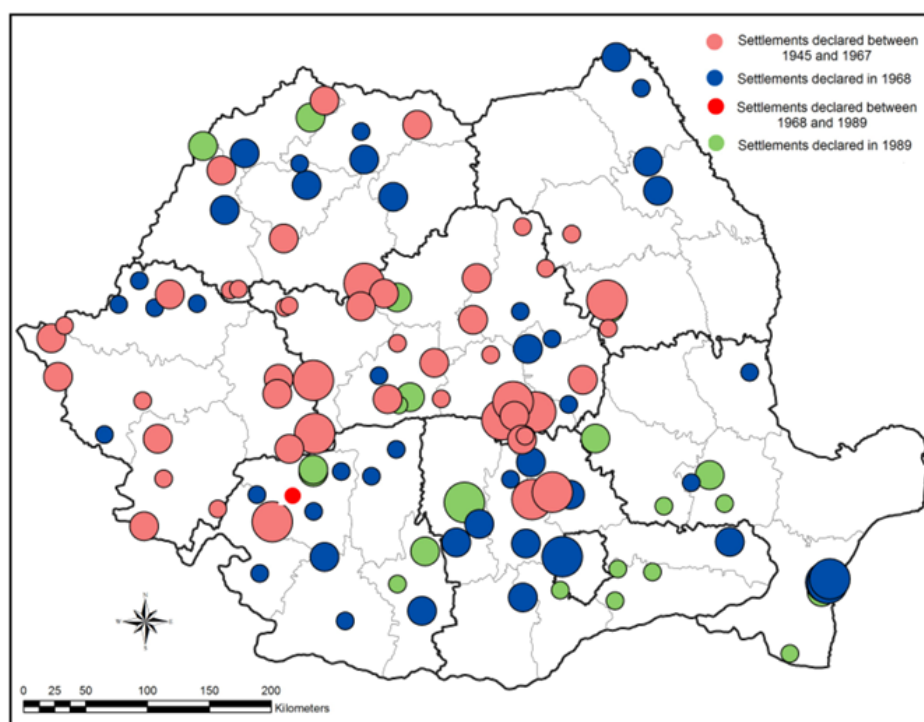 Settlements declared between
1945 and 1967
Settlements declared in 1968
Settlements declared between
1968 and 1989
Settlements declared in 1989
N
W E
S
0 25 50 100 150 200
Kilometers